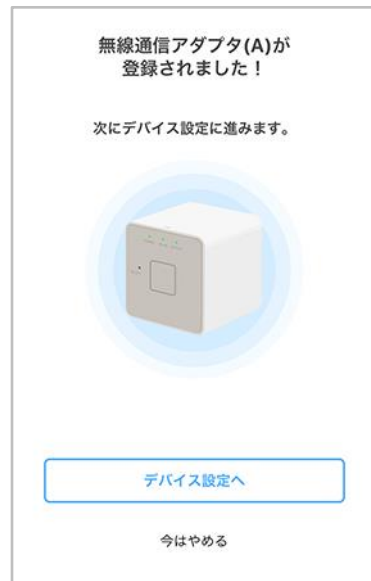 無線通信アダプタ(A)が
登録されました！
次にデバイス設定に進みます。
デバイス設定へ
今はやめる